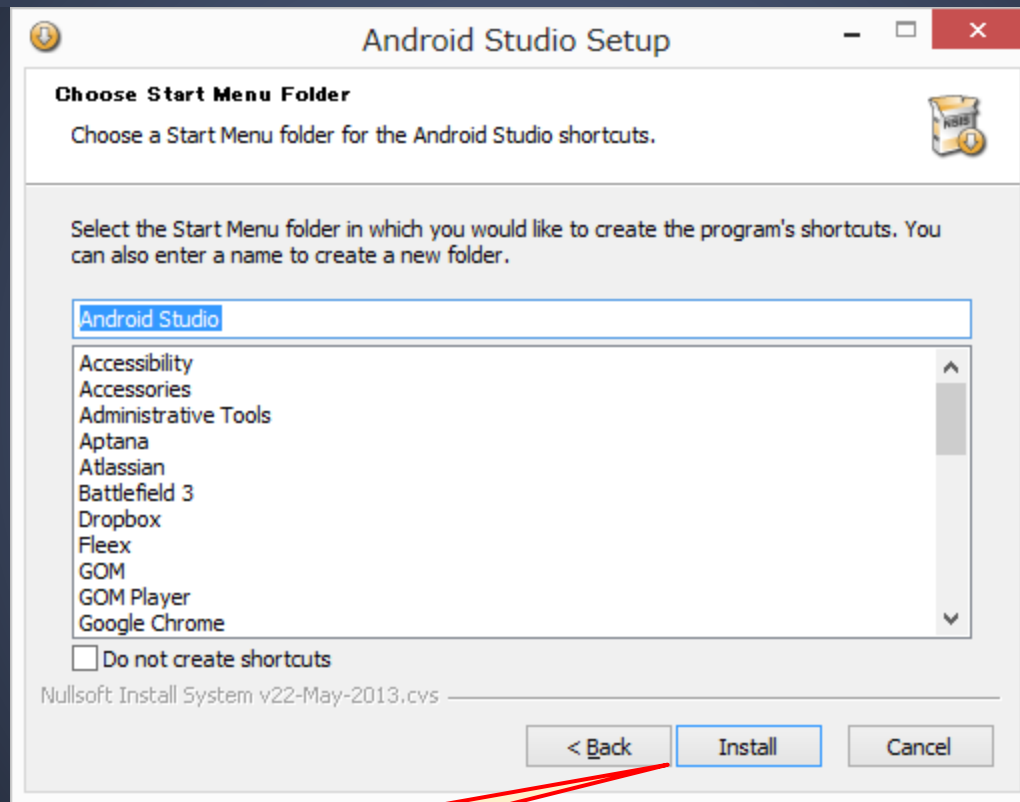 Android Studio Setup
Choose Start Menu Folder
Choose a Start Menu folder for the Android Studio shortcuts.
NSIS
Select the Start Menu folder in which you would like to create the program's shortcuts. You
can also enter a name to create a new folder.
Android Studio
Accessibility
Accessories
Administrative Tools
Aptana
Atlassian
Battlefield 3
Dropbox
Fleex
GOM
GOM Player
Google Chrome
Do not create shortcuts
Nullsoft Install System v22-May-2013.cvs
< Back
Install
Cancel